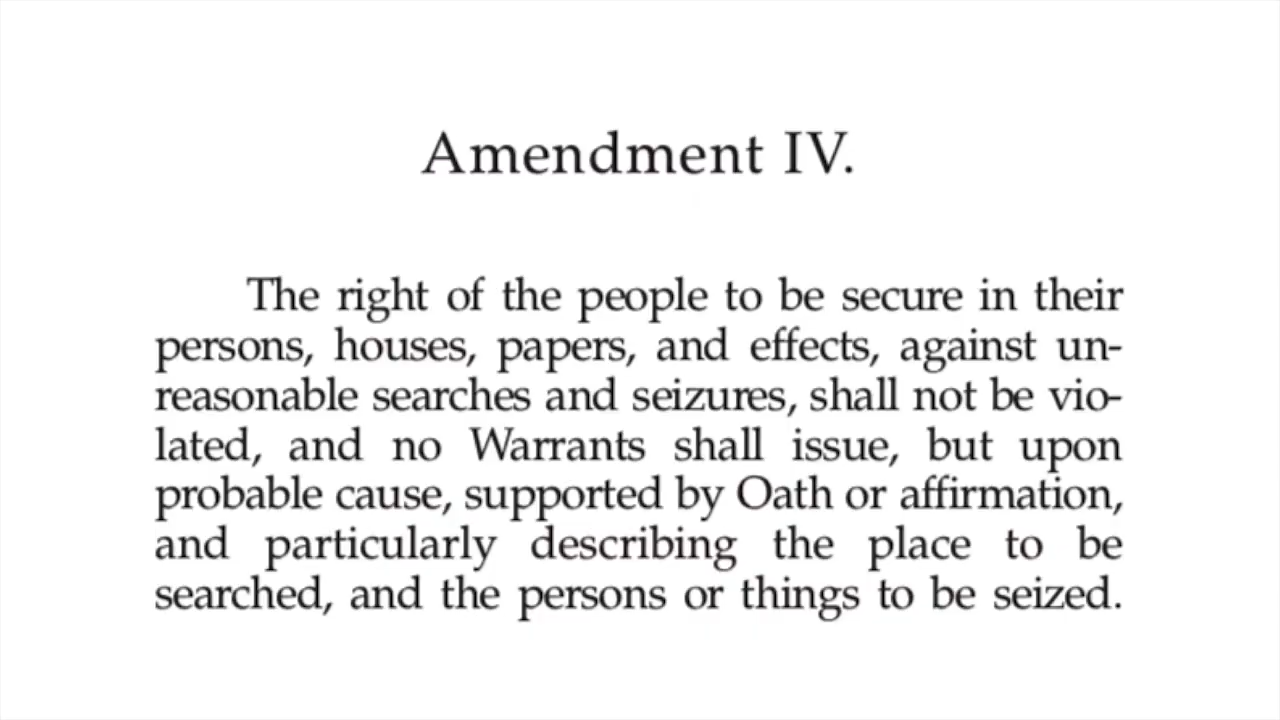 Amendment IV.
The right of the people to be secure in their
persons, houses, papers, and effects, against un-
reasonable searches and seizures, shall not be vio-
lated, and no Warrants shall issue, but upon
probable cause, supported by Oath or affirmation,
and particularly describing the place to be
searched, and the persons or things to be seized.